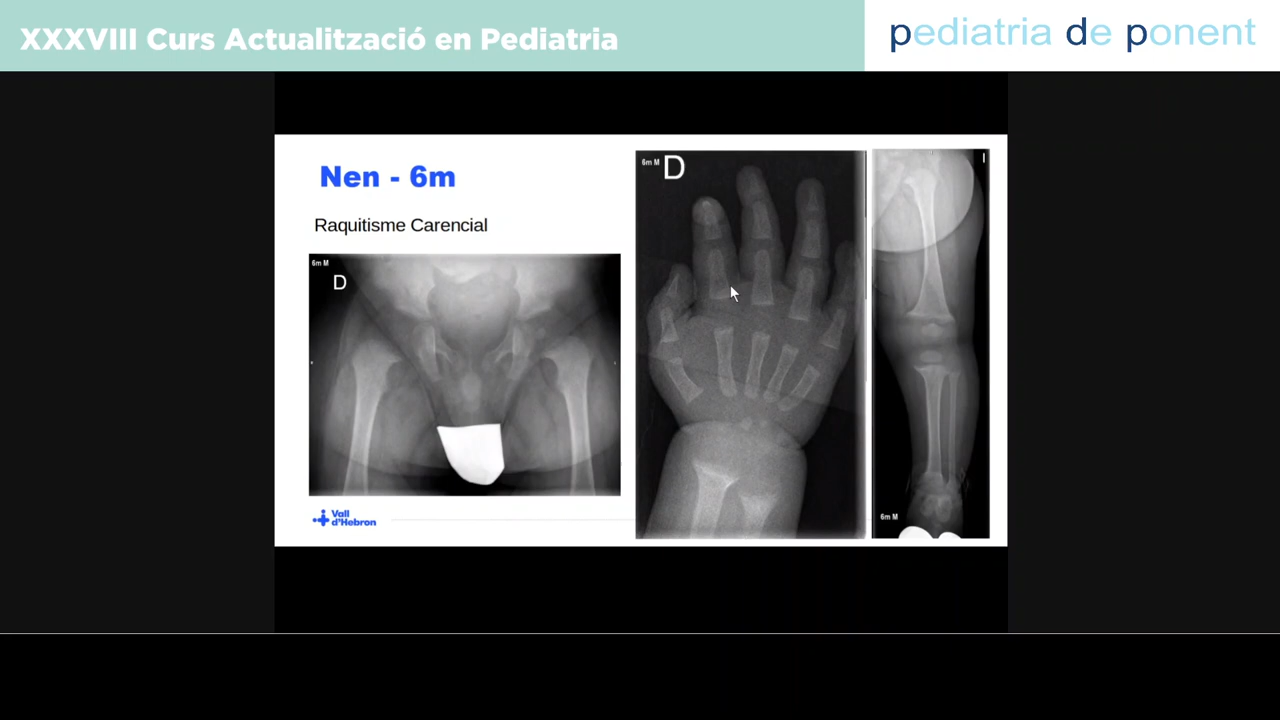 XXXVIII Curs Actualització en Pediatria
pediatria de ponent
Nen - 6m
Raquitisme Carencial
6m M
D
6m M
D
I
6m M
Vall
d'Hebron